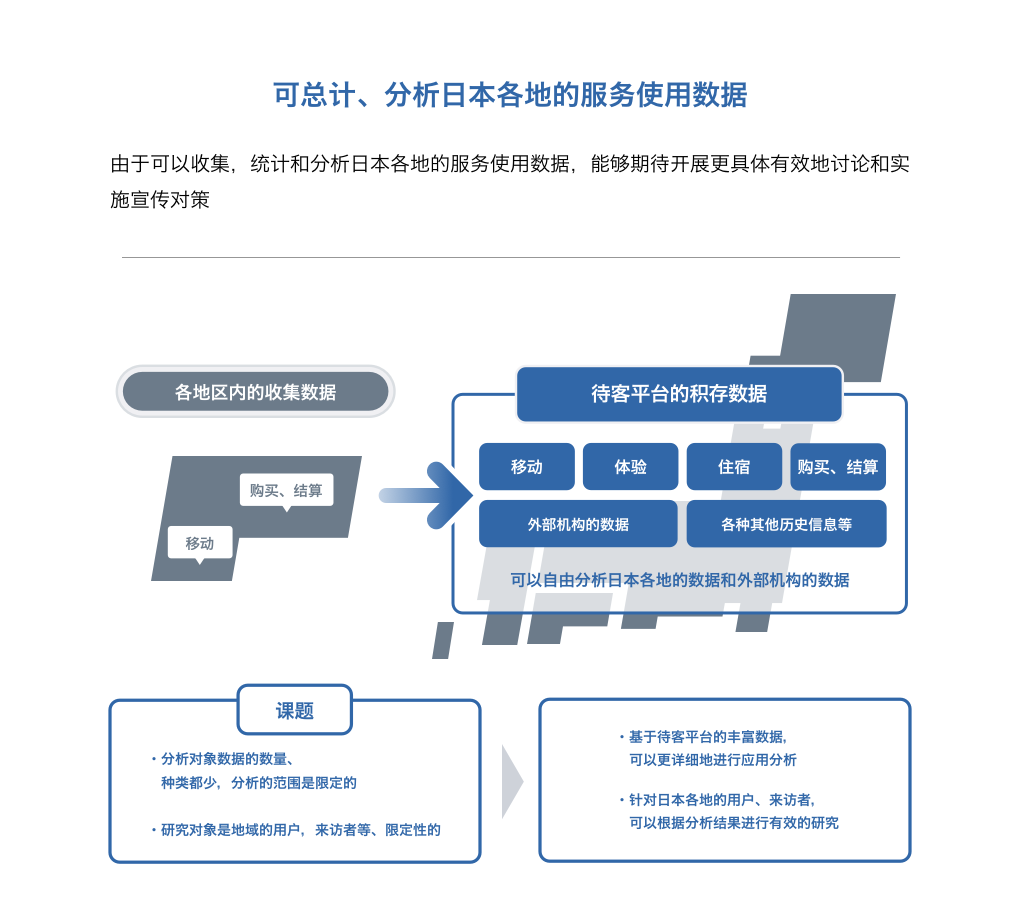 可总计、分析日本各地的服务使用数据
由于可以收集，统计和分析日本各地的服务使用数据，能够期待开展更具体有效地讨论和实
施宣传对策
各地区内的收集数据
购买、结算
移动
待客平台的积存数据
移动
体验
住宿
购买、结算
外部机构的数据
各种其他历史信息等
可以自由分析日本各地的数据和外部机构的数据
课题
・分析对象数据的数量、
种类都少，分析的范围是限定的
・研究对象是地域的用户，来访者等、限定性的
・基于待客平台的丰富数据，
可以更详细地进行应用分析
・针对日本各地的用户、来访者，
可以根据分析结果进行有效的研究